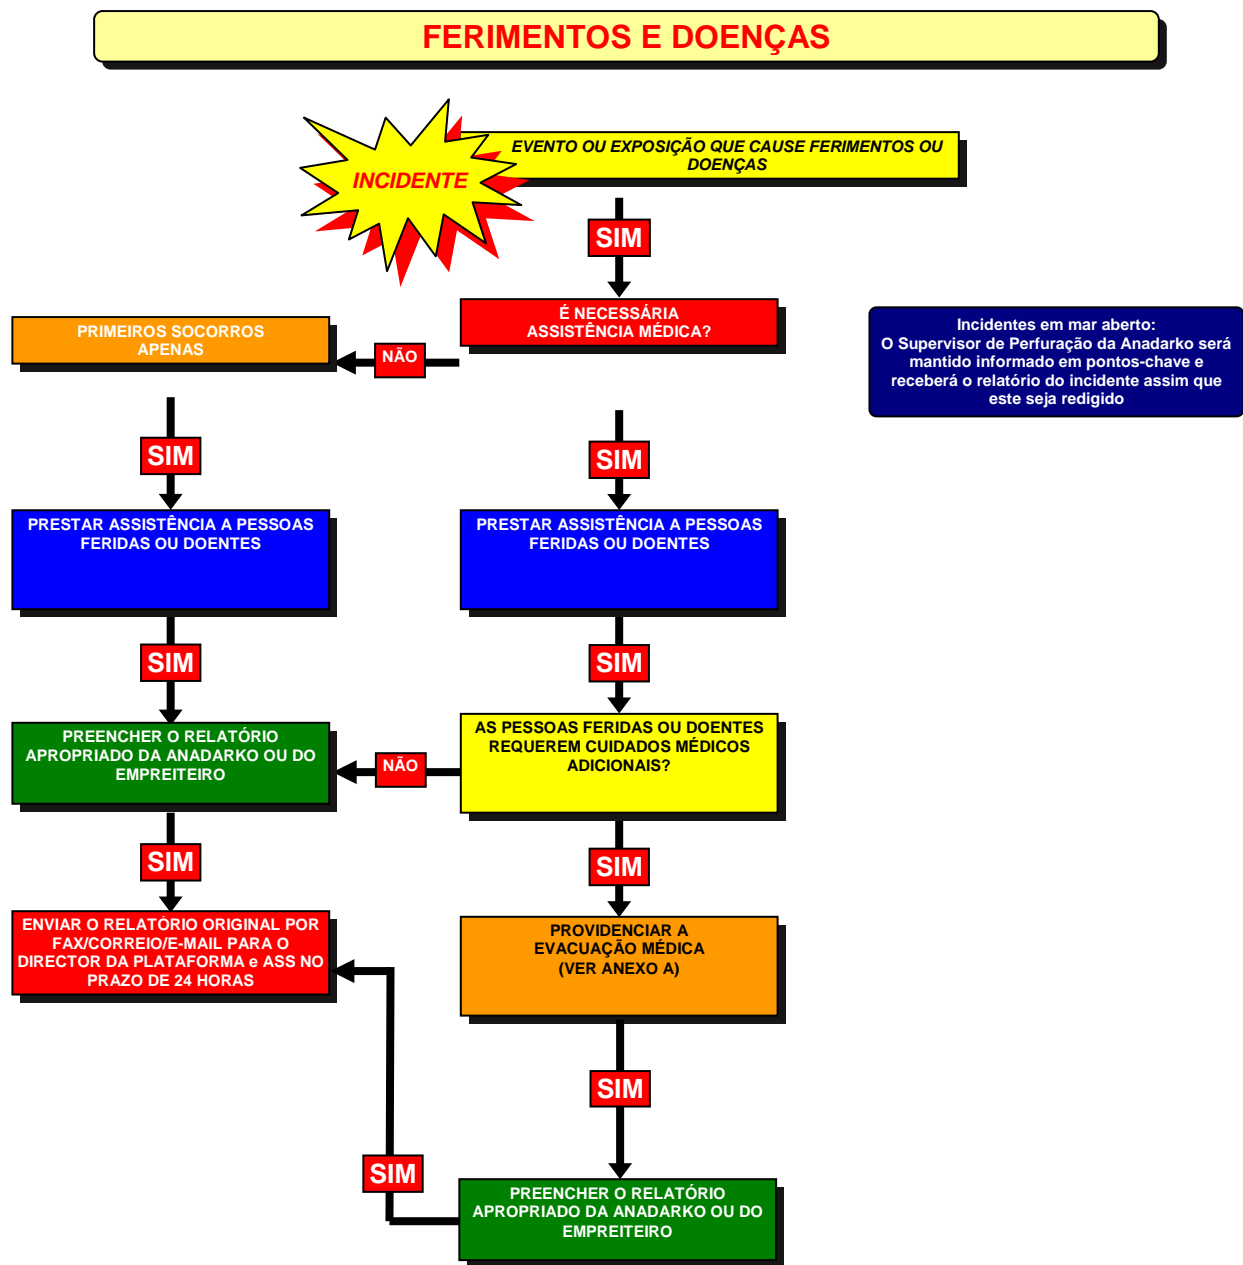 FERIMENTOS E DOENÇAS
EVENTO OU EXPOSIÇÃO QUE CAUSE FERIMENTOS OU
DOENÇAS
INCIDENTE
SIM
É NECESSÁRIA
ASSISTÊNCIA MÉDICA?
PRIMEIROS SOCORROS
APENAS
NÃO
Incidentes em mar aberto:
O Supervisor de Perfuração da Anadarko será
mantido informado em pontos-chave e
receberá o relatório do incidente assim que
este seja redigido
SIM
SIM
PRESTAR ASSISTÊNCIA A PESSOAS
FERIDAS OU DOENTES
PRESTAR ASSISTÊNCIA A PESSOAS
FERIDAS OU DOENTES
SIM
SIM
PREENCHER O RELATÓRIO
APROPRIADO DA ANADARKO OU DO
EMPREITEIRO
NÃO
AS PESSOAS FERIDAS OU DOENTES
REQUEREM CUIDADOS MÉDICOS
ADICIONAIS?
SIM
SIM
ENVIAR O RELATÓRIO ORIGINAL POR
FAX/CORREIO/E-MAIL PARA O
DIRECTOR DA PLATAFORMA e ASS NO
PRAZO DE 24 HORAS
PROVIDENCIAR A
EVACUAÇÃO MÉDICA
(VER ANEXO A)
SIM
SIM
PREENCHER O RELATÓRIO
APROPRIADO DA ANADARKO OU DO
EMPREITEIRO